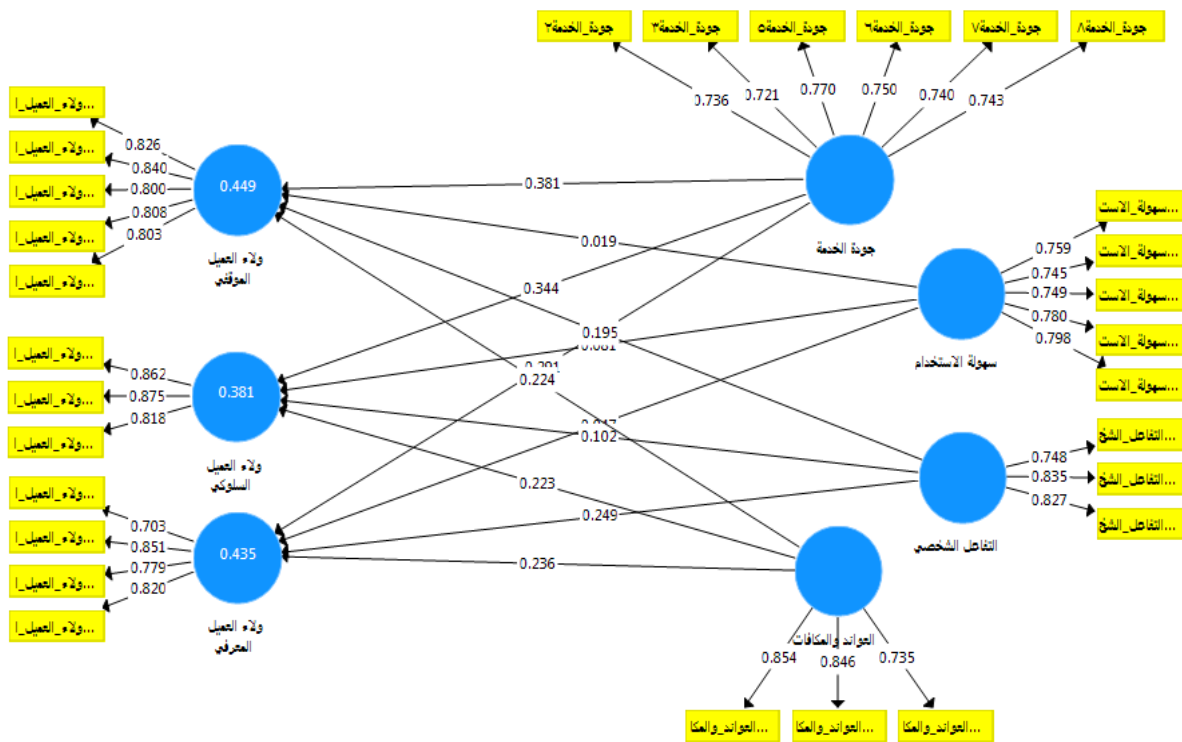 جودة_الخدمة٨
جودة_الخدمة٧
جودة_الخدمة٦
جودة_الخدمة٥
جودة_الخدمة٣
جودة_الخدمة٢
0.743
0.740
0.750
0.770
0.721
0.736
جودة الخدمة
سهولة_الاست...
سهولة_الاست...
سهولة_الاست...
سهولة_الاست...
سهولة_الاست...
0.759
0.745
0.749
0.780
0.798
سهولة الاستخدام
التفاعل_الشخ...
التفاعل_الشخ...
التفاعل_الشخ...
0.748
0.835
0.827
التفاعل الشخصي
العوائد والمكافات
0.735
0.846
0.854
العوائد_والمكا...
العوائد_والمكا...
العوائد_والمكا...
0.381
0.019
0.344
0.195
0.224
0.102
0.223
0.249
0.236
0.449
ولاء العميل
الموقفي
0.826
0.840
0.800
0.808
0.803
ولاء_العميل_ا...
ولاء_العميل_ا...
ولاء_العميل_ا...
ولاء_العميل_ا...
ولاء_العميل_ا...
0.381
ولاء العميل
السلوكي
0.862
0.875
0.818
ولاء_العميل_ا...
ولاء_العميل_ا...
ولاء_العميل_ا...
0.435
ولاء العميل
المعرفي
0.703
0.851
0.779
0.820
ولاء_العميل_ا...
ولاء_العميل_ا...
ولاء_العميل_ا...
ولاء_العميل_ا...